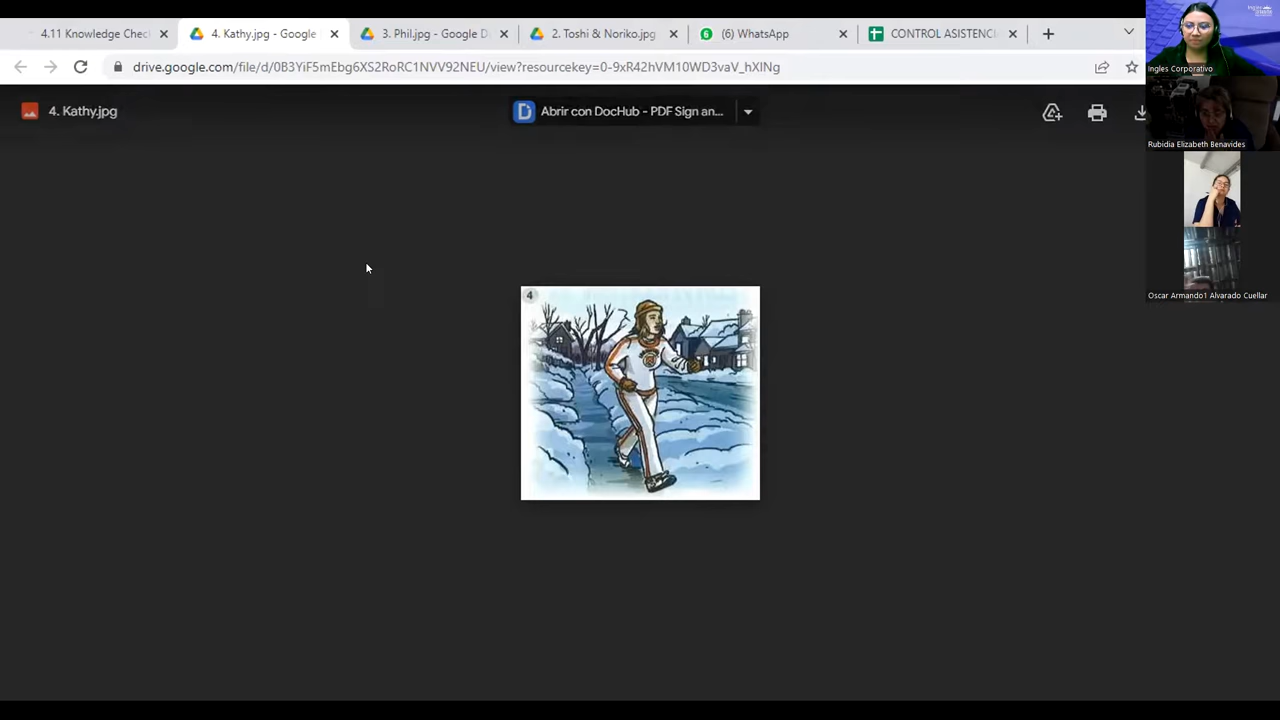 4.11 Knowledge Chec
4. Kathy.jpg - Google
3. Phil.jpg - Google D
2. Toshi & Noriko.jpg
(6) WhatsApp
CONTROL ASISTENCI
drive.google.com/file/d/0B3YiF5mEbg6XS2RoRC1NVV92NEU/view?resourcekey=0-9xR42hVM10WD3vaV_hXINg
4. Kathy.jpg
Abrir con DocHub - PDF Sign an...
4
Ingles Corporativo
Rubidia Elizabeth Benavides
Oscar Armando1 Alvarado Cuellar